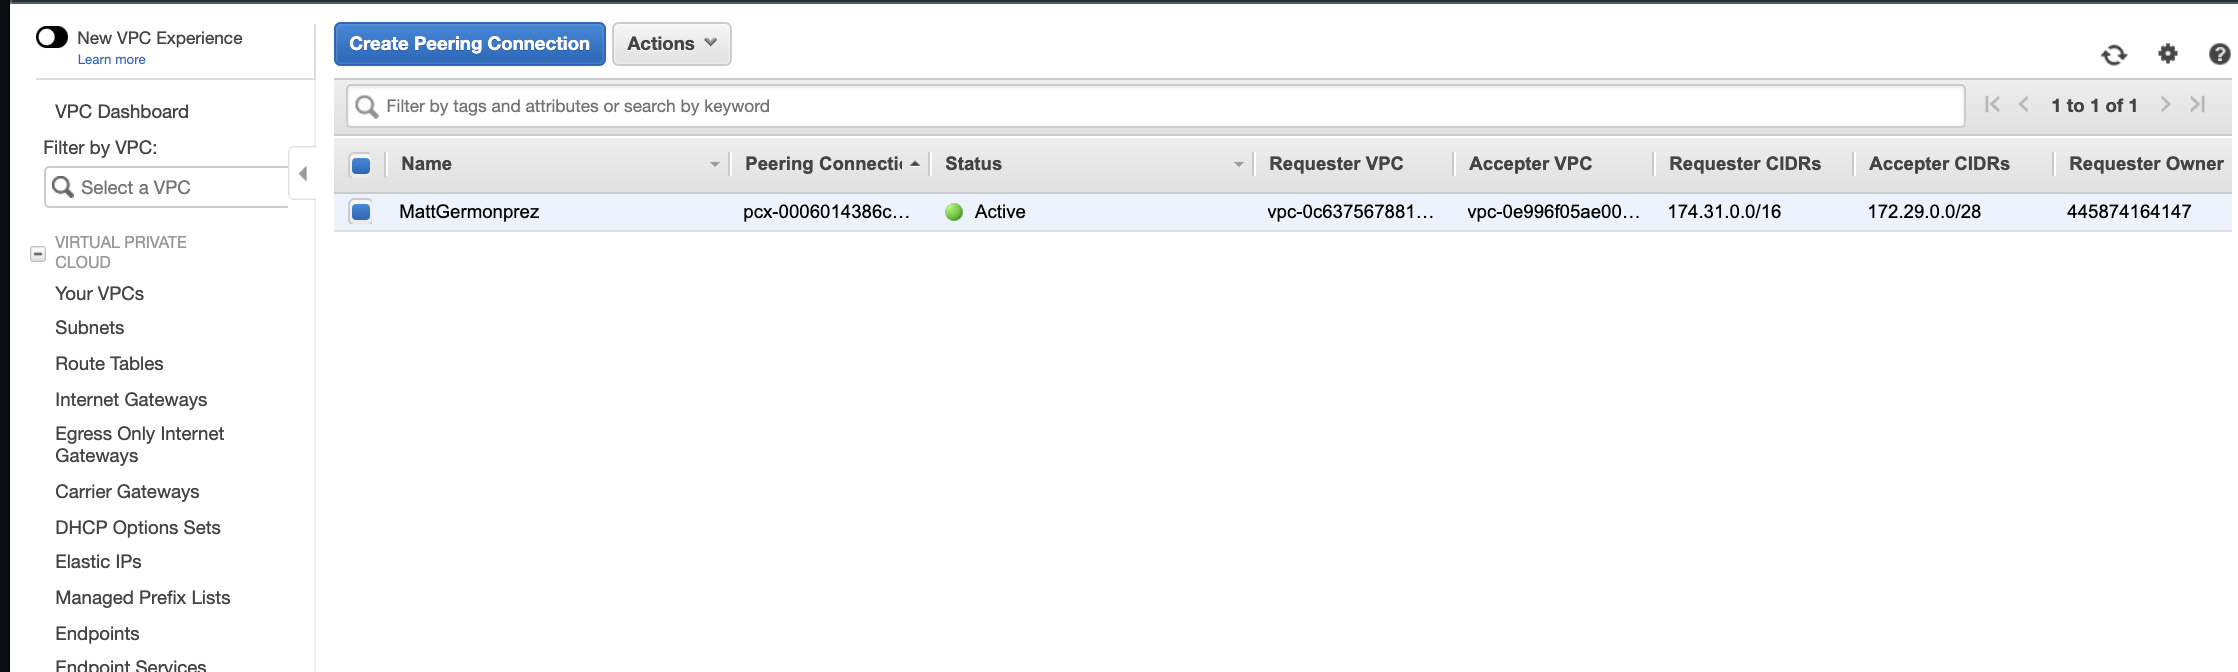 New VPC Experience
Learn more
VPC Dashboard
Filter by VPC:
Select a VPC
VIRTUAL PRIVATE
CLOUD
Your VPCs
Subnets
Route Tables
Internet Gateways
Egress Only Internet
Gateways
Carrier Gateways
DHCP Options Sets
Elastic IPs
Managed Prefix Lists
Endpoints
Endpoint Services
Create Peering Connection Actions
Filter by tags and attributes or search by keyword 1 to 1 of 1
Name Peering Connecti Status Requester VPC Accepter VPC Requester CIDRs Accepter CIDRs Requester Owner
MattGermonprez pcx-0006014386c... Active vpc-0c637567881... vpc-0e996f05ae00... 174.31.0.0/16 172.29.0.0/28 445874164147